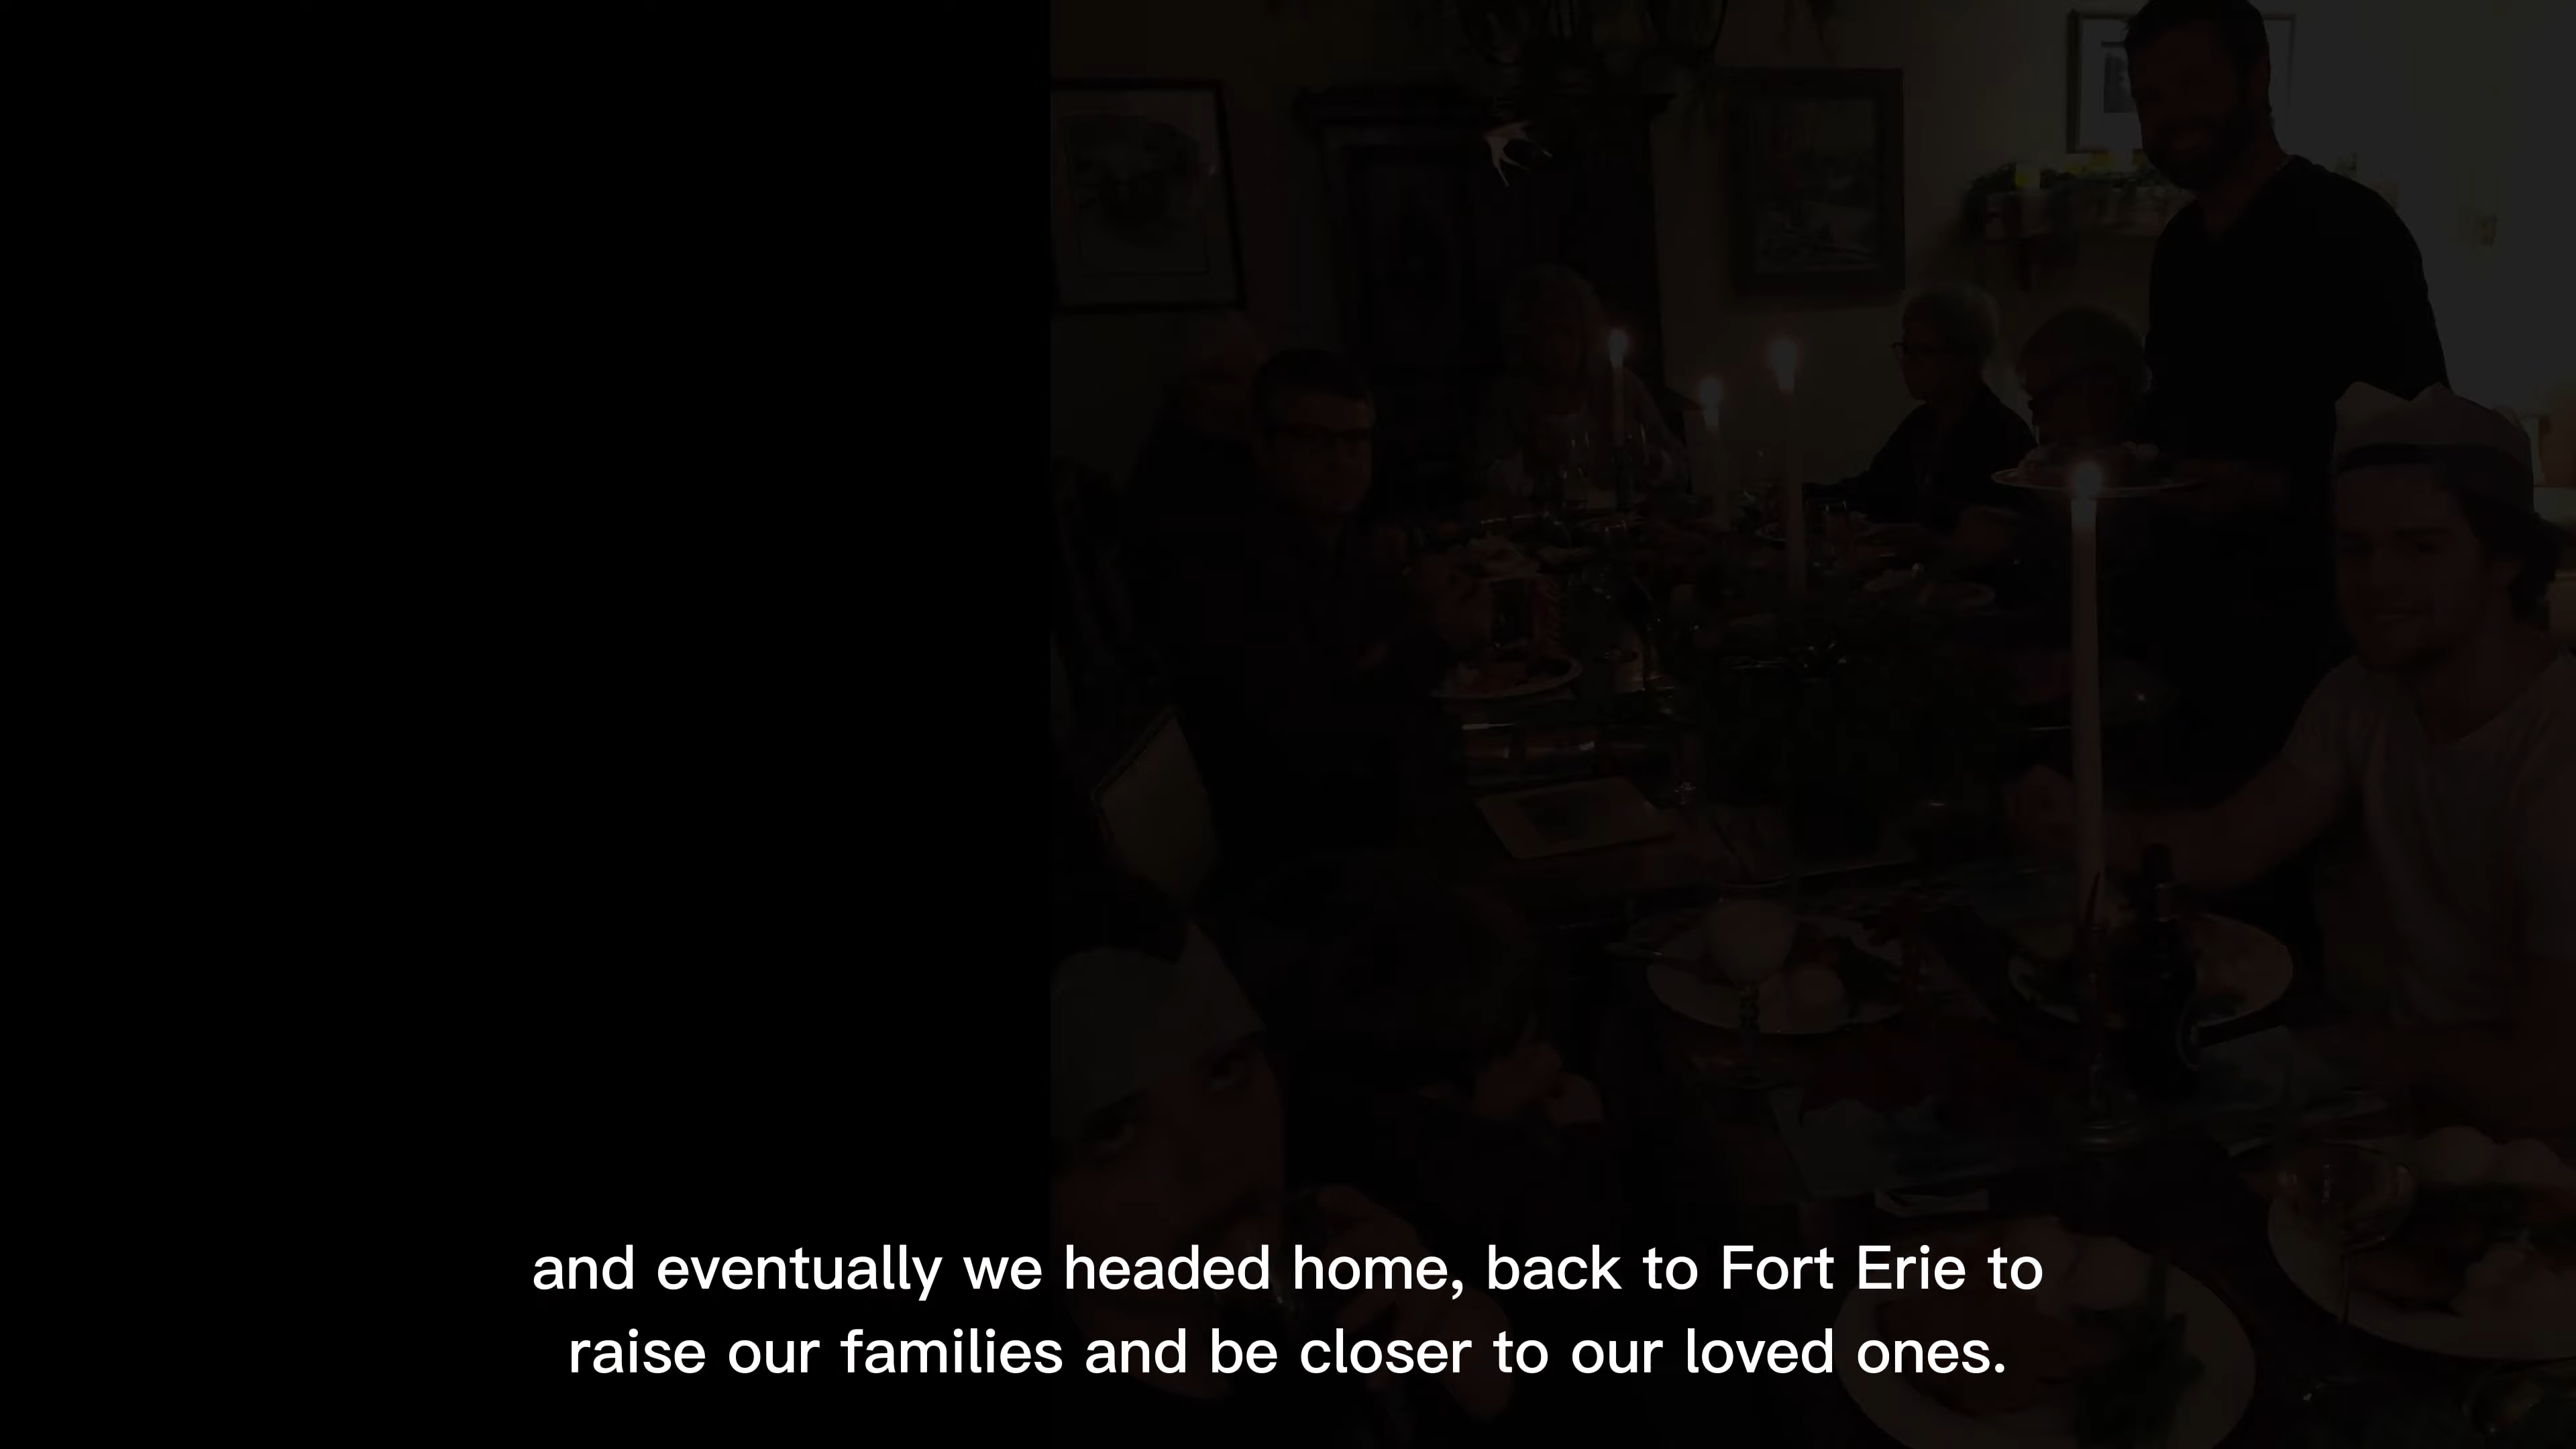 and eventually we headed home, back to Fort Erie to
raise our families and be closer to our loved ones.